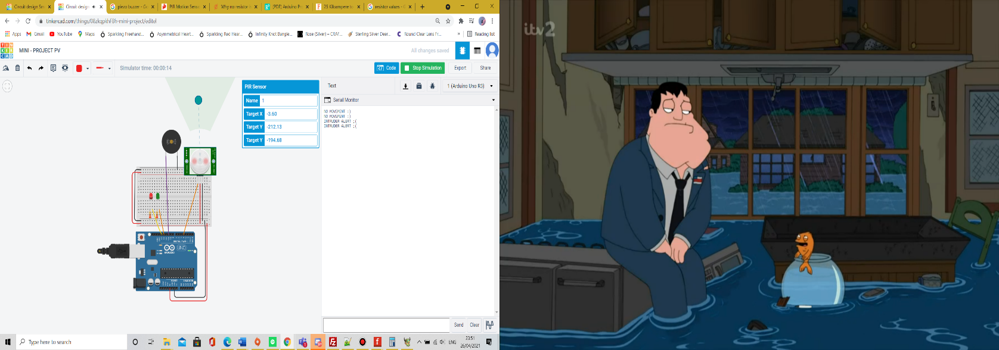 Circuit design Sm
Circuit design
piezo buzzer - Go
PIR Motion Senso
Why no resistor
(PDF) Arduino Pro
25 Kiloampere to
resistor values - G
tinkercad.com/things/08zkqpkhFBh-mini-project/editel
Apps
Gmail
YouTube
Maps
Sparkling Freehand...
Asymmetrical Heart...
Sparkling Red Hear...
Infinity Knot Bangle...
Rose (Silver) – CRAF...
Sterling Silver Deer...
Round Clear Lens Fr...
»
Reading list
TIN
KER
CAD
MINI - PROJECT PV
All changes saved
Simulator time: 00:00:14
Code
Stop Simulation
Export
Share
PIR Sensor
Name 1
Target X -3.60
Target Y -212.13
Target Y -194.68
Text
1 (Arduino Uno R3)
Serial Monitor
NO MOVEMENT :)
NO MOVEMENT :)
INTRUDER ALERT ;(
INTRUDER ALERT ;(
UNO
ARDUINO
Send
Clear
Type here to search
ENG
23:51
26/04/2021
itv2